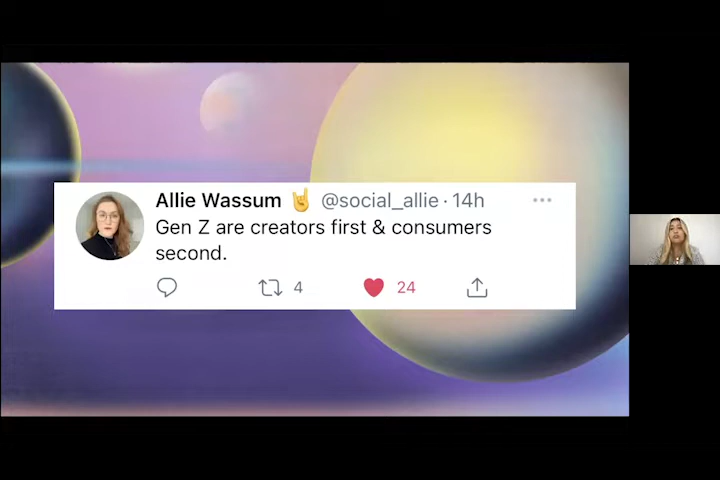 Allie Wassum 🤘 @social_allie · 14h
Gen Z are creators first & consumers
second.
4 24